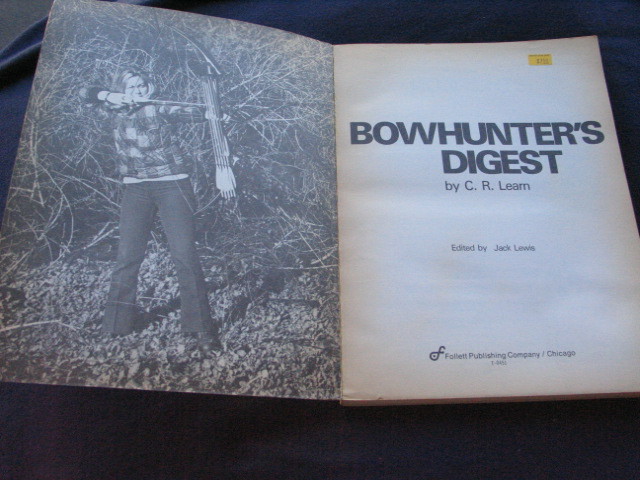 BOWHUNTER'S
DIGEST
by C. R. Learn
Edited by Jack Lewis
Follett Publishing Company / Chicago